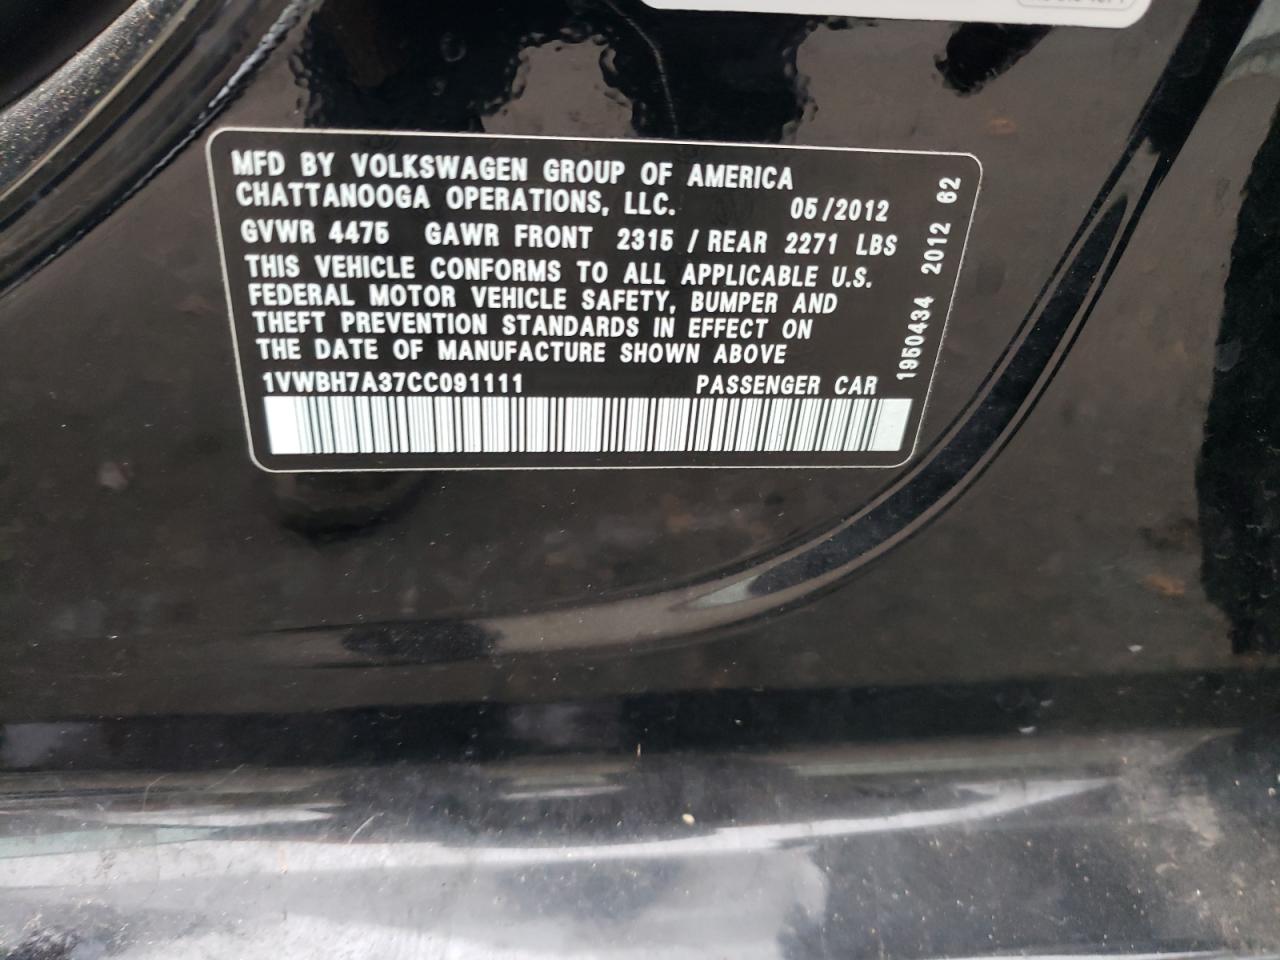 MFD BY VOLKSWAGEN GROUP OF AMERICA
CHATTANOOGA OPERATIONS, LLC. 05/2012
GVWR 4475 GAWR FRONT 2315 / REAR 2271 LBS
THIS VEHICLE CONFORMS TO ALL APPLICABLE U.S.
FEDERAL MOTOR VEHICLE SAFETY, BUMPER AND
THEFT PREVENTION STANDARDS IN EFFECT ON
THE DATE OF MANUFACTURE SHOWN ABOVE
1VWBH7A37CC091111 PASSENGER CAR
1950434 2012 62